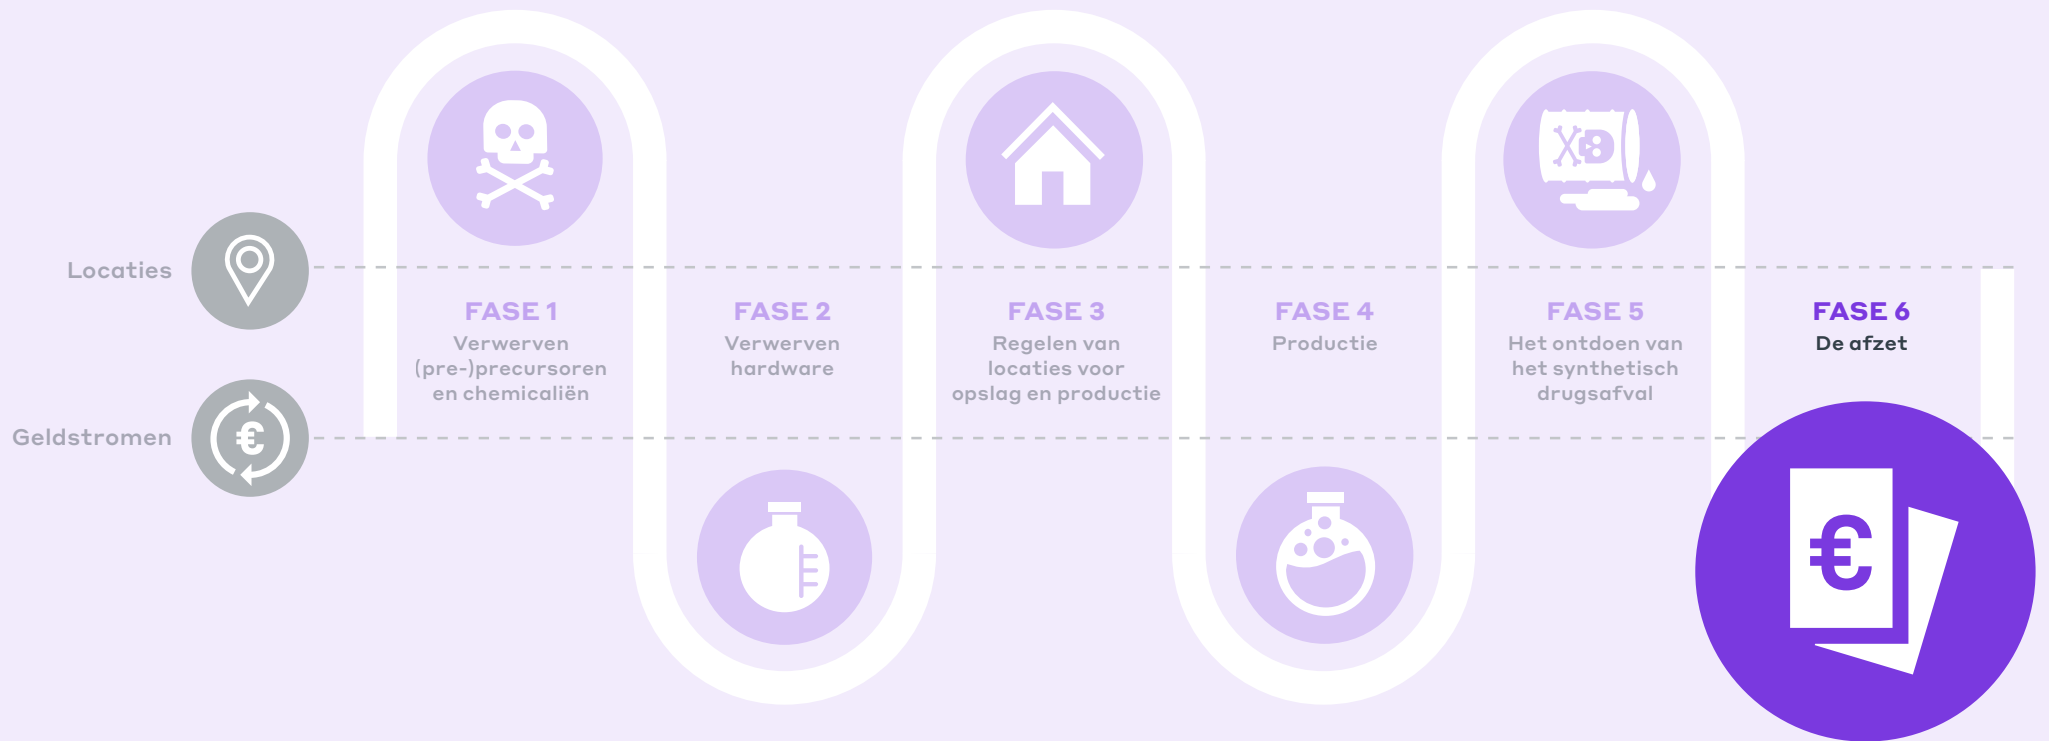 Locaties
Geldstromen
FASE 1
Verwerven
(pre-)precursoren
en chemicaliën
FASE 2
Verwerven
hardware
FASE 3
Regelen van
locaties voor
opslag en productie
FASE 4
Productie
FASE 5
Het ontdoen van
het synthetisch
drugsafval
FASE 6
De afzet
€
€